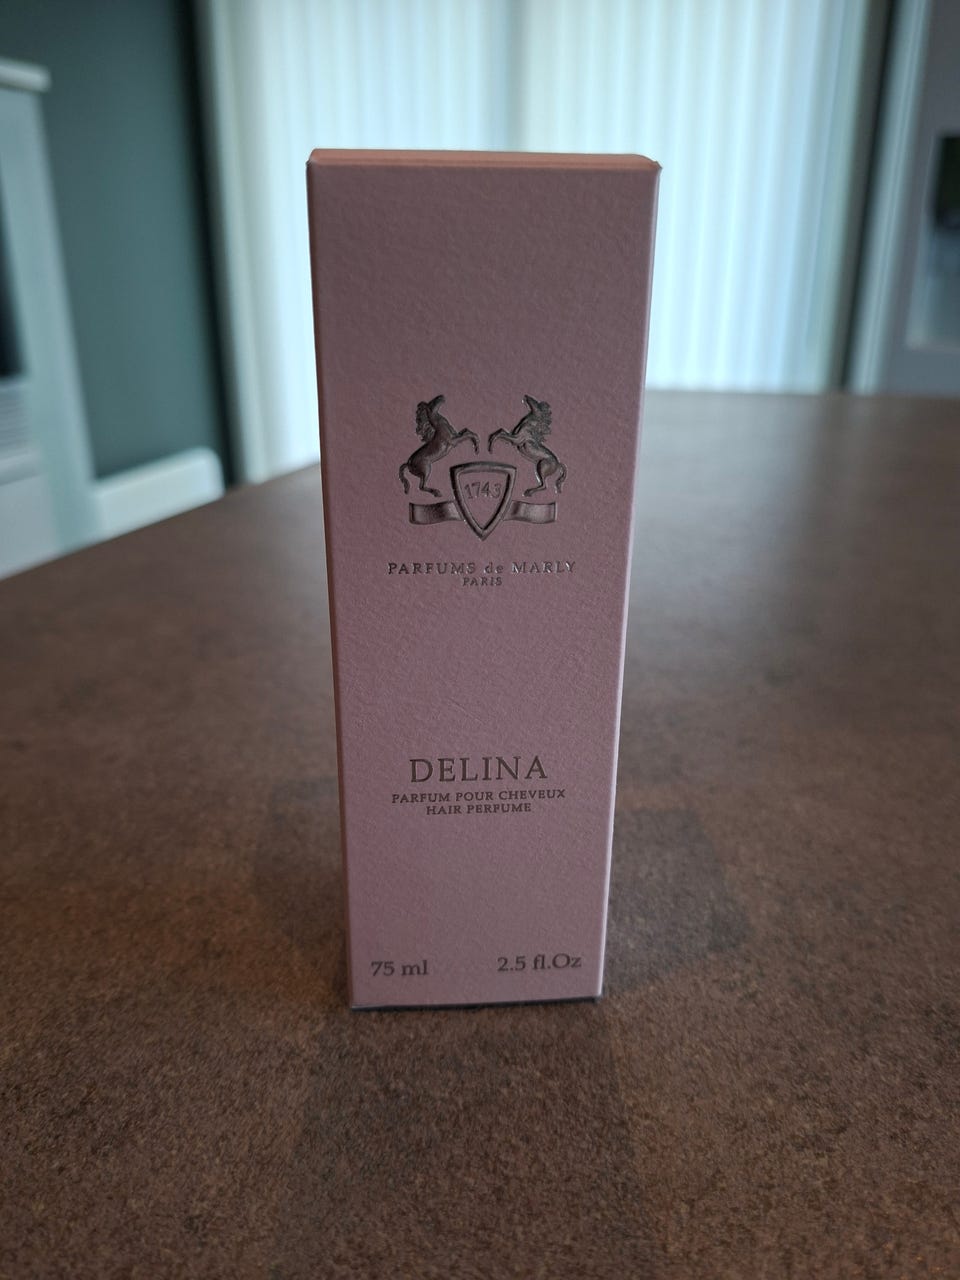 1743
PARFUMS de MARLY
PARIS
DELINA
PARFUM POUR CHEVEUX
HAIR PERFUME
75 ml 2.5 fl.Oz